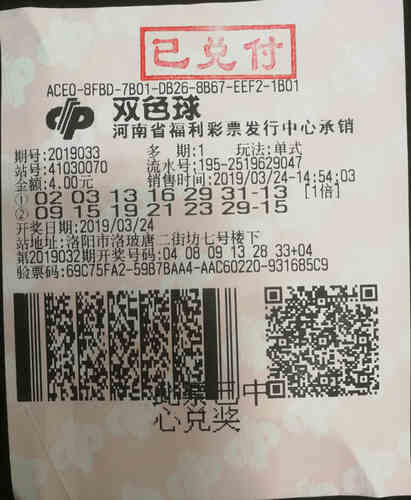 已兑付
ACE0-8FBD-7B01-DB26-8B67-EEF2-1B01
双色球
河南省福利彩票发行中心承销
期号:2019033 多 期:1 玩法:单式
站号:41030070 流水号:195-2519629047
金额:4.00元 销售时间:2019/03/24-14:54:03
① 02 03 13 16 29 31-13 [1倍]
② 09 15 19 21 23 29-15
开奖日期:2019/03/24
站地址:洛阳市洛玻唐二街坊七号楼下
第2019032期开奖号码:04 08 09 13 28 33+04
验票码:69C75FA2-59B7BAA4-AAC60220-931685C9
此票已中
心兑奖